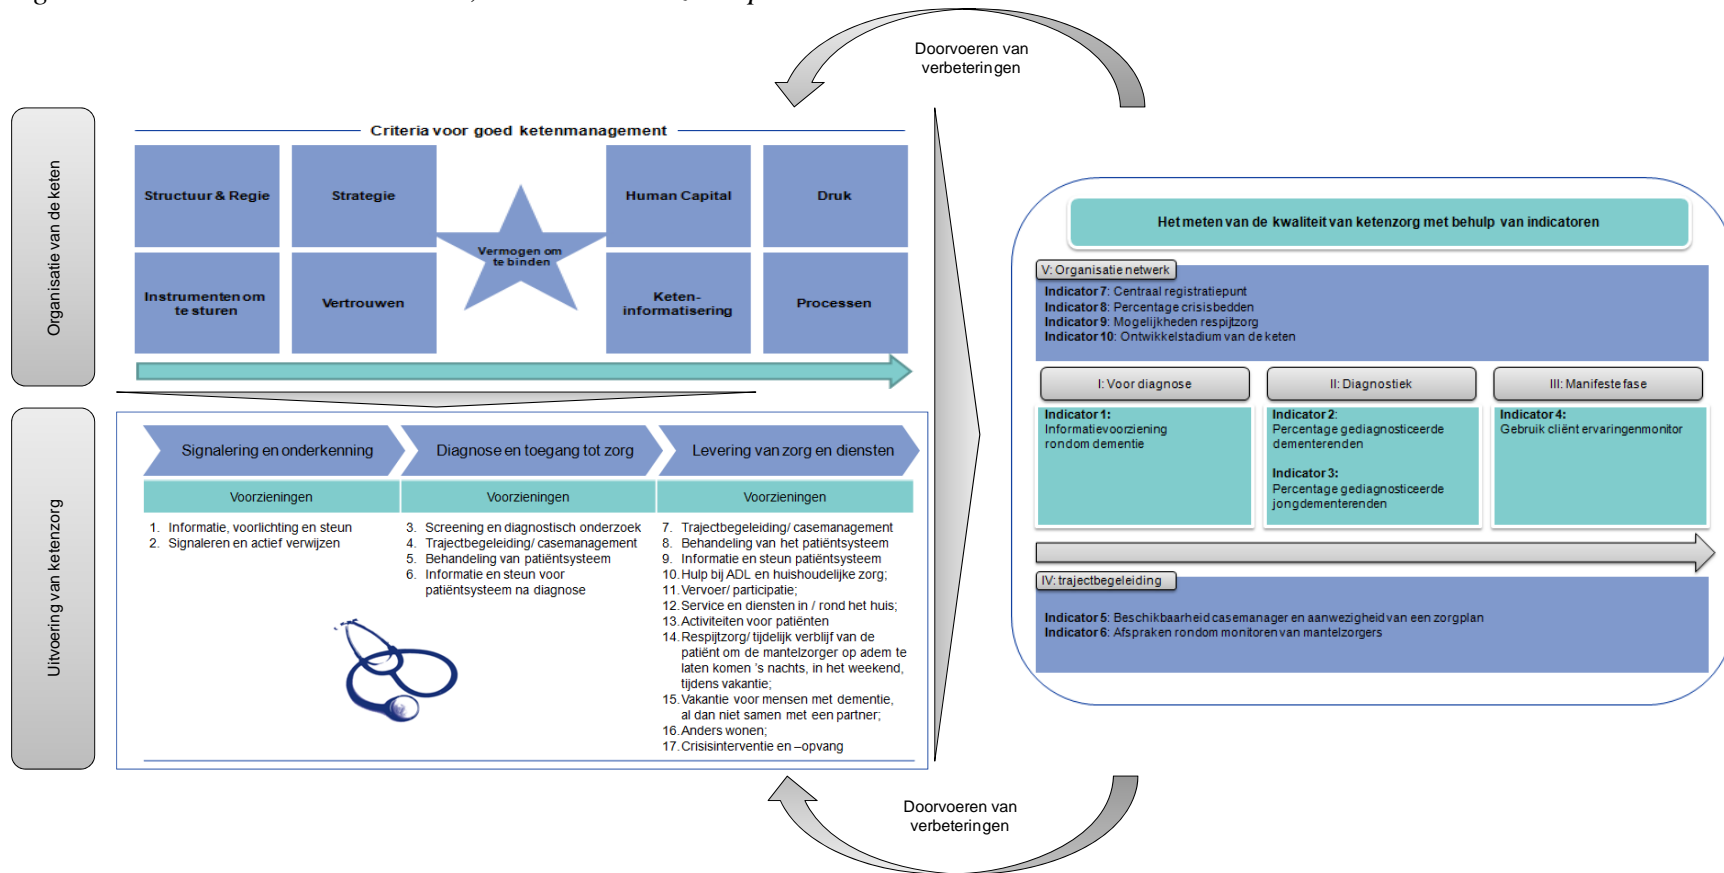 Doorvoeren van
verbeteringen
Organisatie van de keten
Criteria voor goed ketenmanagement
Structuur & Regie
Strategie
Human Capital
Druk
Vermogen om
te binden
Instrumenten om
te sturen
Vertrouwen
Keten-
informatisering
Processen
Uitvoering van ketenzorg
Signalering en onderkenning
Diagnose en toegang tot zorg
Levering van zorg en diensten
Voorzieningen
Voorzieningen
Voorzieningen
1. Informatie, voorlichting en steun
2. Signaleren en actief verwijzen
3. Screening en diagnostisch onderzoek
4. Trajectbegeleiding/ casemanagement
5. Behandeling van patiëntsysteem
6. Informatie en steun voor
patiëntsysteem na diagnose
7. Trajectbegeleiding/ casemanagement
8. Behandeling van het patiëntsysteem
9. Informatie en steun patiëntsysteem
10. Hulp bij ADL en huishoudelijke zorg;
11. Vervoer/ participatie;
12. Service en diensten in / rond het huis;
13. Activiteiten voor patiënten
14. Respijtzorg/ tijdelijk verblijf van de
patiënt om de mantelzorger op adem te
laten komen 's nachts, in het weekend,
tijdens vakantie;
15. Vakantie voor mensen met dementie,
al dan niet samen met een partner;
16. Anders wonen;
17. Crisisinterventie en –opvang
Het meten van de kwaliteit van ketenzorg met behulp van indicatoren
V: Organisatie netwerk
Indicator 7: Centraal registratiepunt
Indicator 8: Percentage crisisbedden
Indicator 9: Mogelijkheden respijtzorg
Indicator 10: Ontwikkelstadium van de keten
I: Voor diagnose
II: Diagnostiek
III: Manifeste fase
Indicator 1:
Informatievoorziening
rondom dementie
Indicator 2:
Percentage gediagnosticeerde
dementerenden
Indicator 3:
Percentage gediagnosticeerde
jongdementerenden
Indicator 4:
Gebruik cliënt ervaringenmonitor
IV: trajectbegeleiding
Indicator 5: Beschikbaarheid casemanager en aanwezigheid van een zorgplan
Indicator 6: Afspraken rondom monitoren van mantelzorgers
Doorvoeren van
verbeteringen